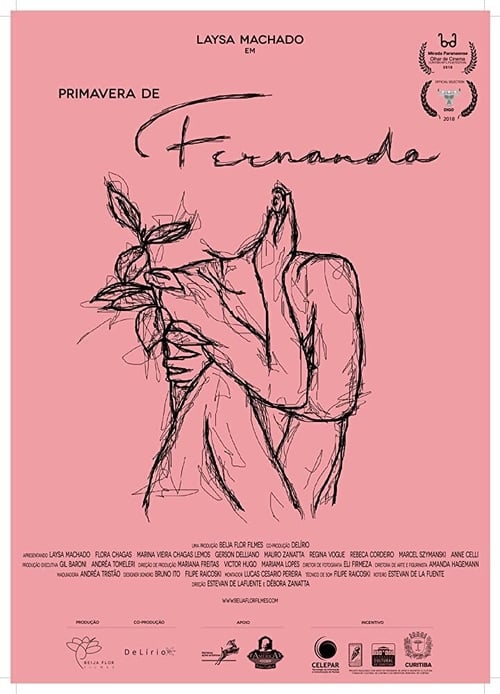 LAYSA MACHADO
EM
Mirada Paranaense
Olhar de Cinema
2018
OFFICIAL SELECTION
DIGO
2018
PRIMAVERA DE
Fernanda
UMA PRODUÇÃO BEIJA FLOR FILMES CO-PRODUÇÃO DELÍRIO
APRESENTANDO LAYSA MACHADO FLORA CHAGAS MARINA VIEIRA CHAGAS LEMOS GERSON DELLIANO MAURO ZANATTA REGINA VOGUE REBECA CORDEIRO MARCEL SZYMANSKI ANNE CELLI
PRODUÇÃO EXECUTIVA GIL BARONI ANDRÉA TOMELERI DIREÇÃO DE PRODUÇÃO MARIANA FREITAS VICTOR HUGO MARIAMA LOPES DIRETOR DE FOTOGRAFIA ELI FIRMEZA DIRETORA DE ARTE E FIGURINISTA AMANDA HAGEMANN
MAQUIADORA ANDRÉA TRISTÃO DESIGNER SONORO BRUNO ITO FILIPE RAICOSKI MONTADOR LUCAS CESARIO PEREIRA TÉCNICO DE SOM FILIPE RAICOSKI ROTEIRO ESTEVAN DE LA FUENTE
DIREÇÃO ESTEVAN DE LAFUENTE E DÉBORA ZANATTA
WWW.BEIJAFLORFILMES.COM
PRODUÇÃO CO-PRODUÇÃO APOIO INCENTIVO
BEIJA FLOR
FILMES
DeLírio
AMÉRICA
CELEPAR
CURITIBA